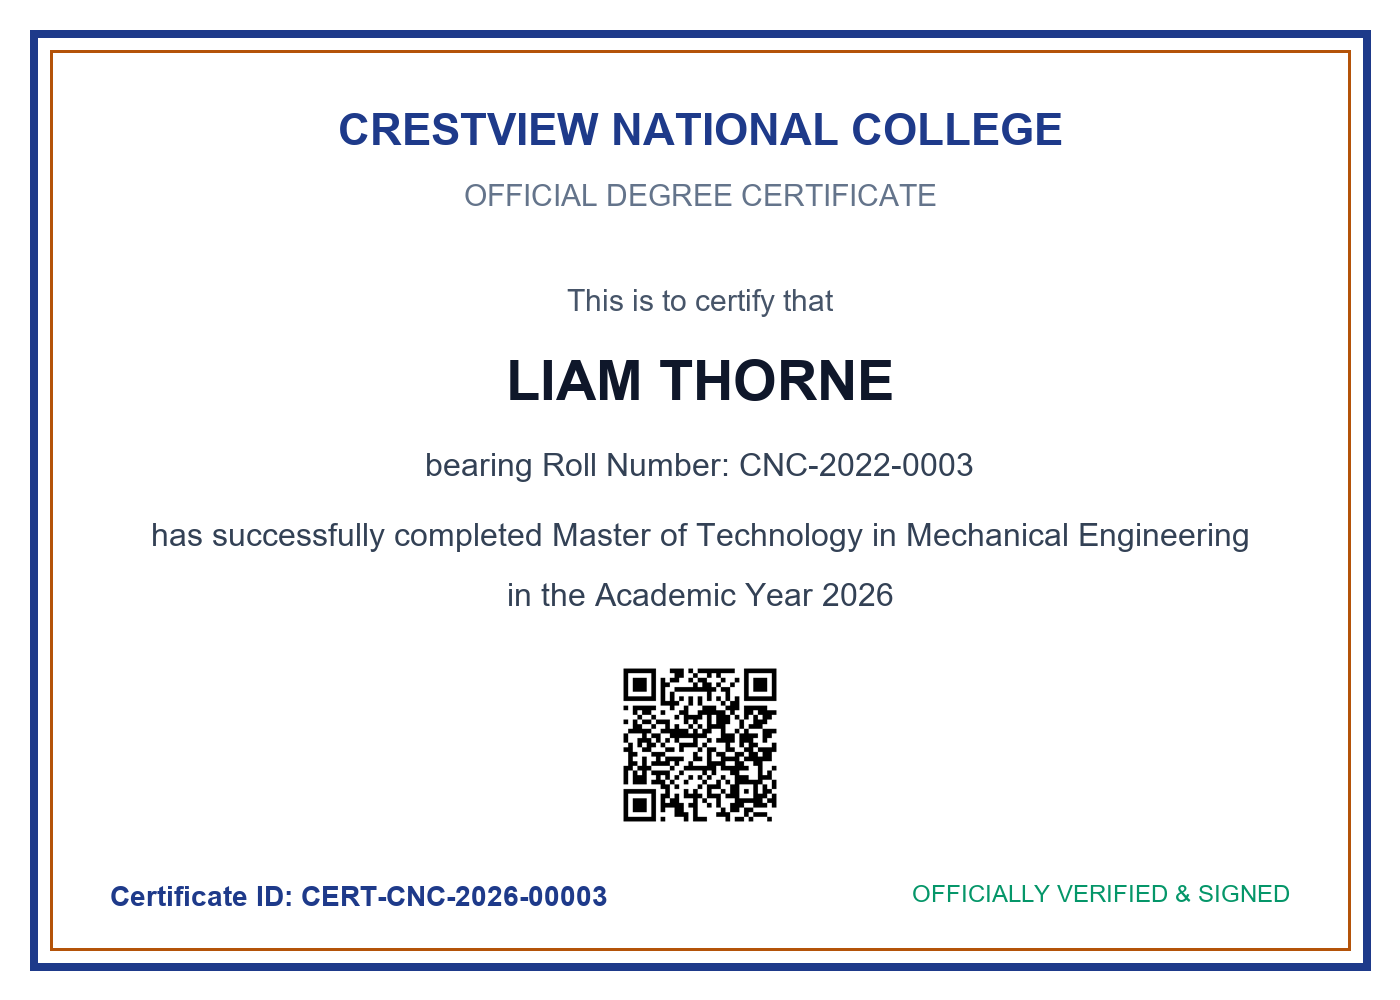 CRESTVIEW NATIONAL COLLEGE
OFFICIAL DEGREE CERTIFICATE
This is to certify that
LIAM THORNE
bearing Roll Number: CNC-2022-0003
has successfully completed Master of Technology in Mechanical Engineering
in the Academic Year 2026
Certificate ID: CERT-CNC-2026-00003
OFFICIALLY VERIFIED & SIGNED